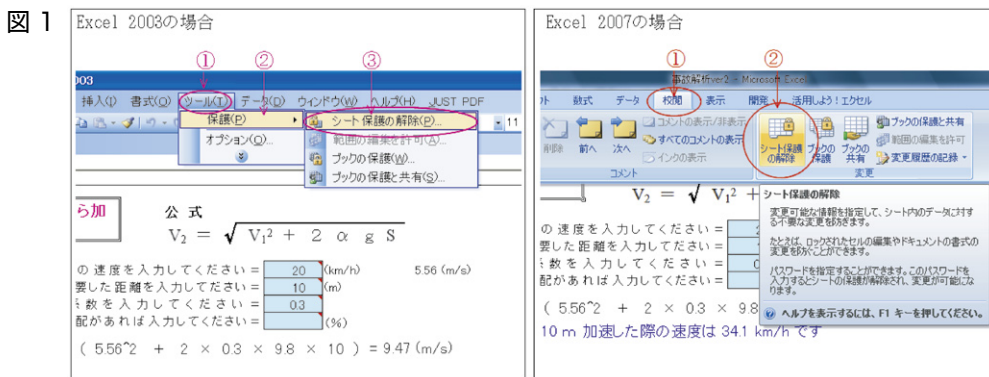 図 1
Excel 2003の場合
① ② ③
003
挿入(I) 書式(O) ツール(T) データ(D) ウィンドウ(W) ヘルプ(H) JUST PDF
保護(P)
シート保護の解除(P)...
11
オプション(O)...
範囲の編集を許可(A)...
ブックの保護(W)...
ブックの保護と共有(S)...
ら加
公 式
V₂ = √ V₁² + 2 α g S
の速度を入力してください = 20 (km/h) 5.56 (m/s)
要した距離を入力してください = 10 (m)
数を入力してください = 0.3
配があれば入力してください = (%)
( 5.56^2 + 2 × 0.3 × 9.8 × 10 ) = 9.47 (m/s)
Excel 2007の場合
① ②
事故解析ver2 - Microsoft Excel
数式 データ 校閲 表示 開発 活用しよう!エクセル
削除 前へ 次へ
コメントの表示/非表示
すべてのコメントの表示
インクの表示
コメント
シート保護の解除
ブックの保護
ブックの共有
ブックの保護と共有
範囲の編集を許可
変更履歴の記録
変更
V₂ = √ V₁² +
シート保護の解除
変更可能な情報を指定して、シート内のデータに対する不要な変更を防ぎます。
たとえば、ロックされたセルの編集やドキュメントの書式の変更を防ぐことができます。
パスワードを指定することができます。このパスワードを入力するとシートの保護が解除され、変更が可能になります。
ヘルプを表示するには、F1 キーを押してください。
の速度を入力してください =
要した距離を入力してください =
数を入力してください =
配があれば入力してください =
( 5.56^2 + 2 × 0.3 × 9.8
10 m 加速した際の速度は 34.1 km/h です